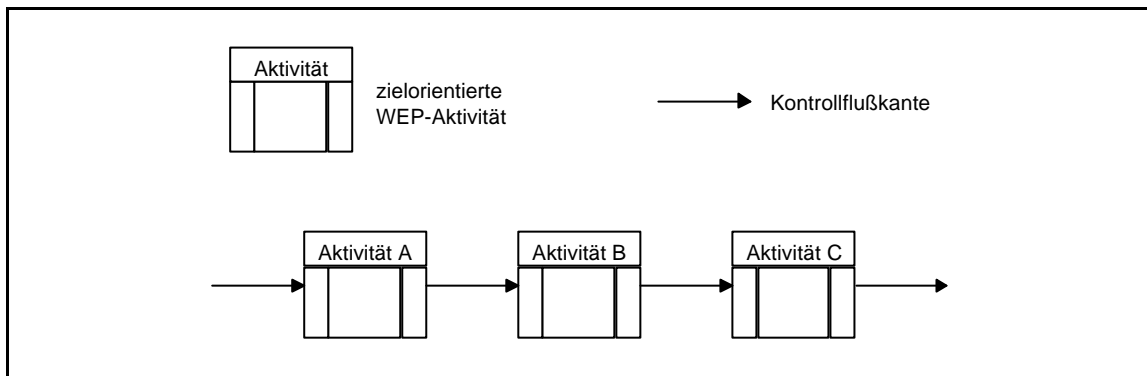 Aktivität
zielorientierte
WEP-Aktivität
Kontrollflußkante
Aktivität A
Aktivität B
Aktivität C